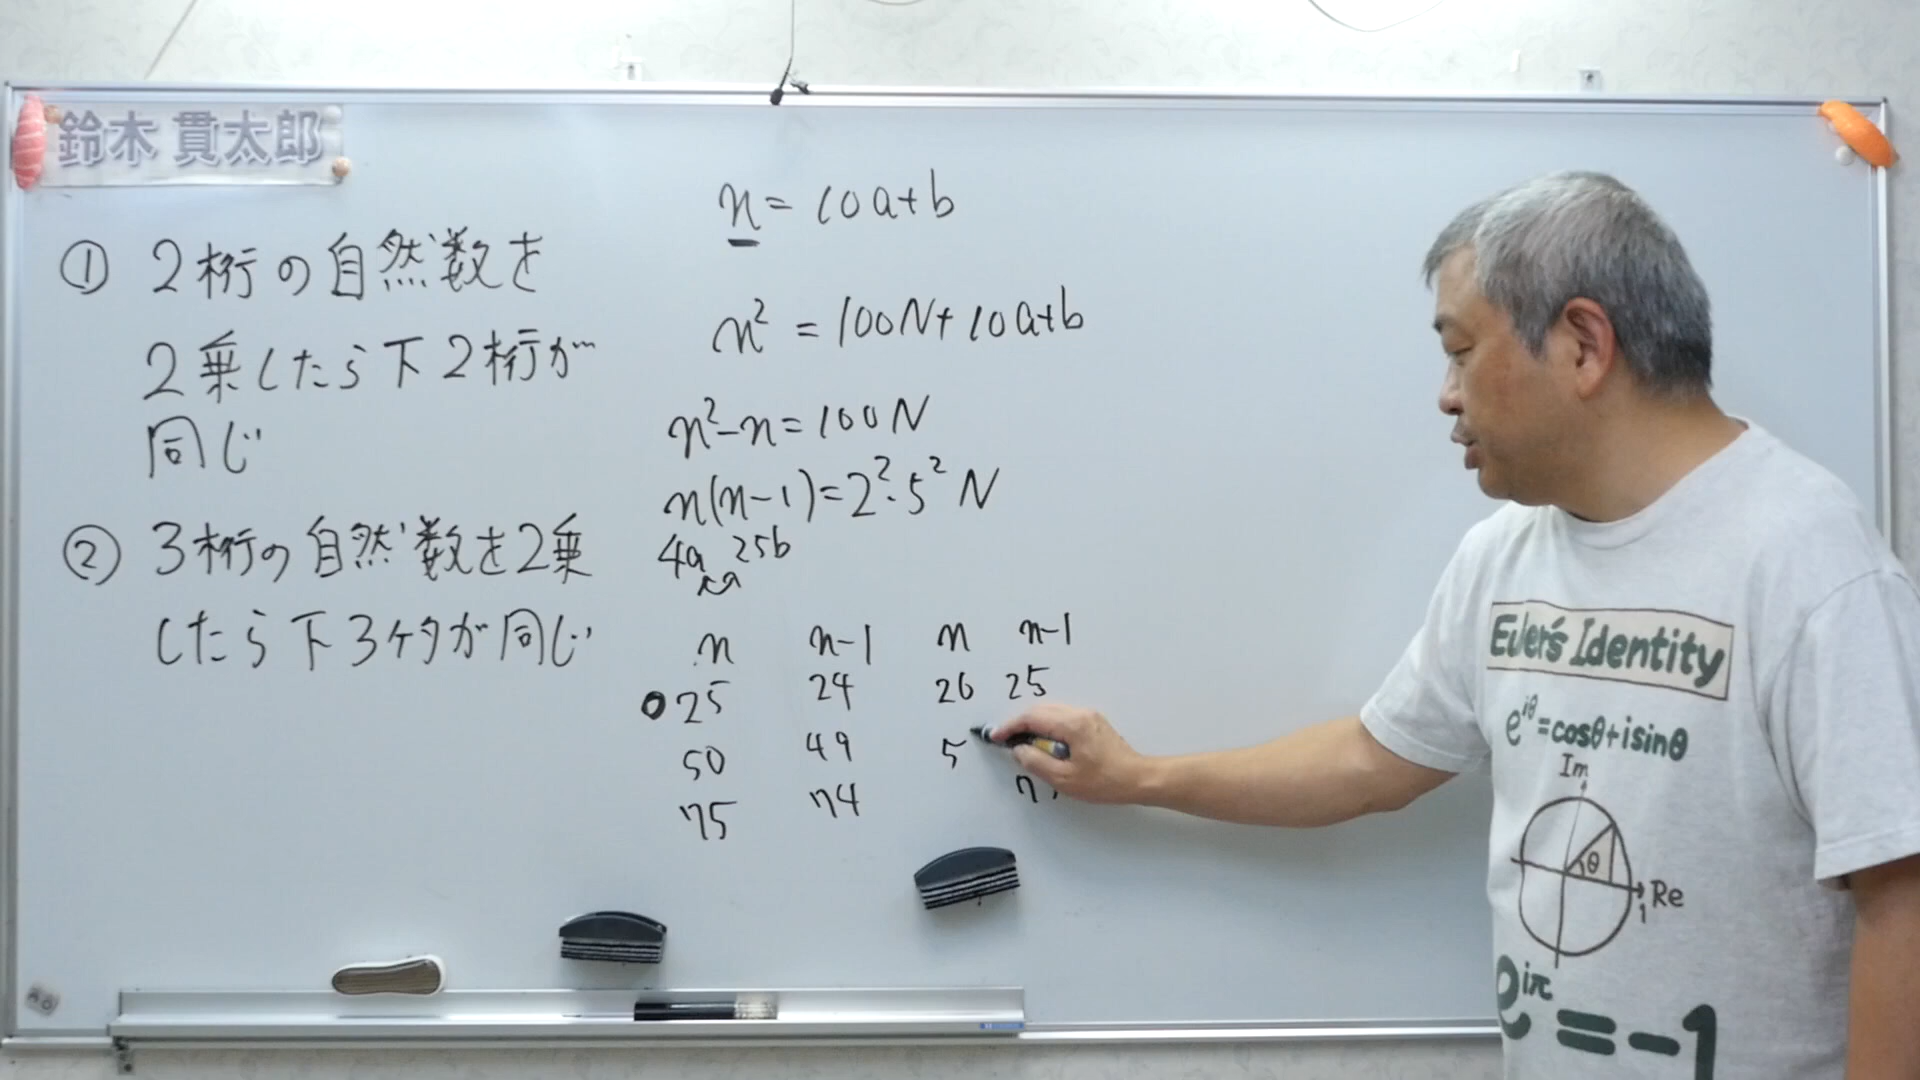 鈴木 貫太郎
① 2桁の自然数を
2乗したら下2桁が
同じ
② 3桁の自然数を2乗
したら下3ケタが同じ
n = 10a+b
n² = 100N+10a+b
n²-n=100N
n(n-1)=2²・5² N
4a 25b
n n-1 n n-1
25 24 26 25
50 49 5
75 74
Euler's Identity
e^{iθ}=cosθ+isinθ
Im
θ
Re
1
e^{iπ}=-1